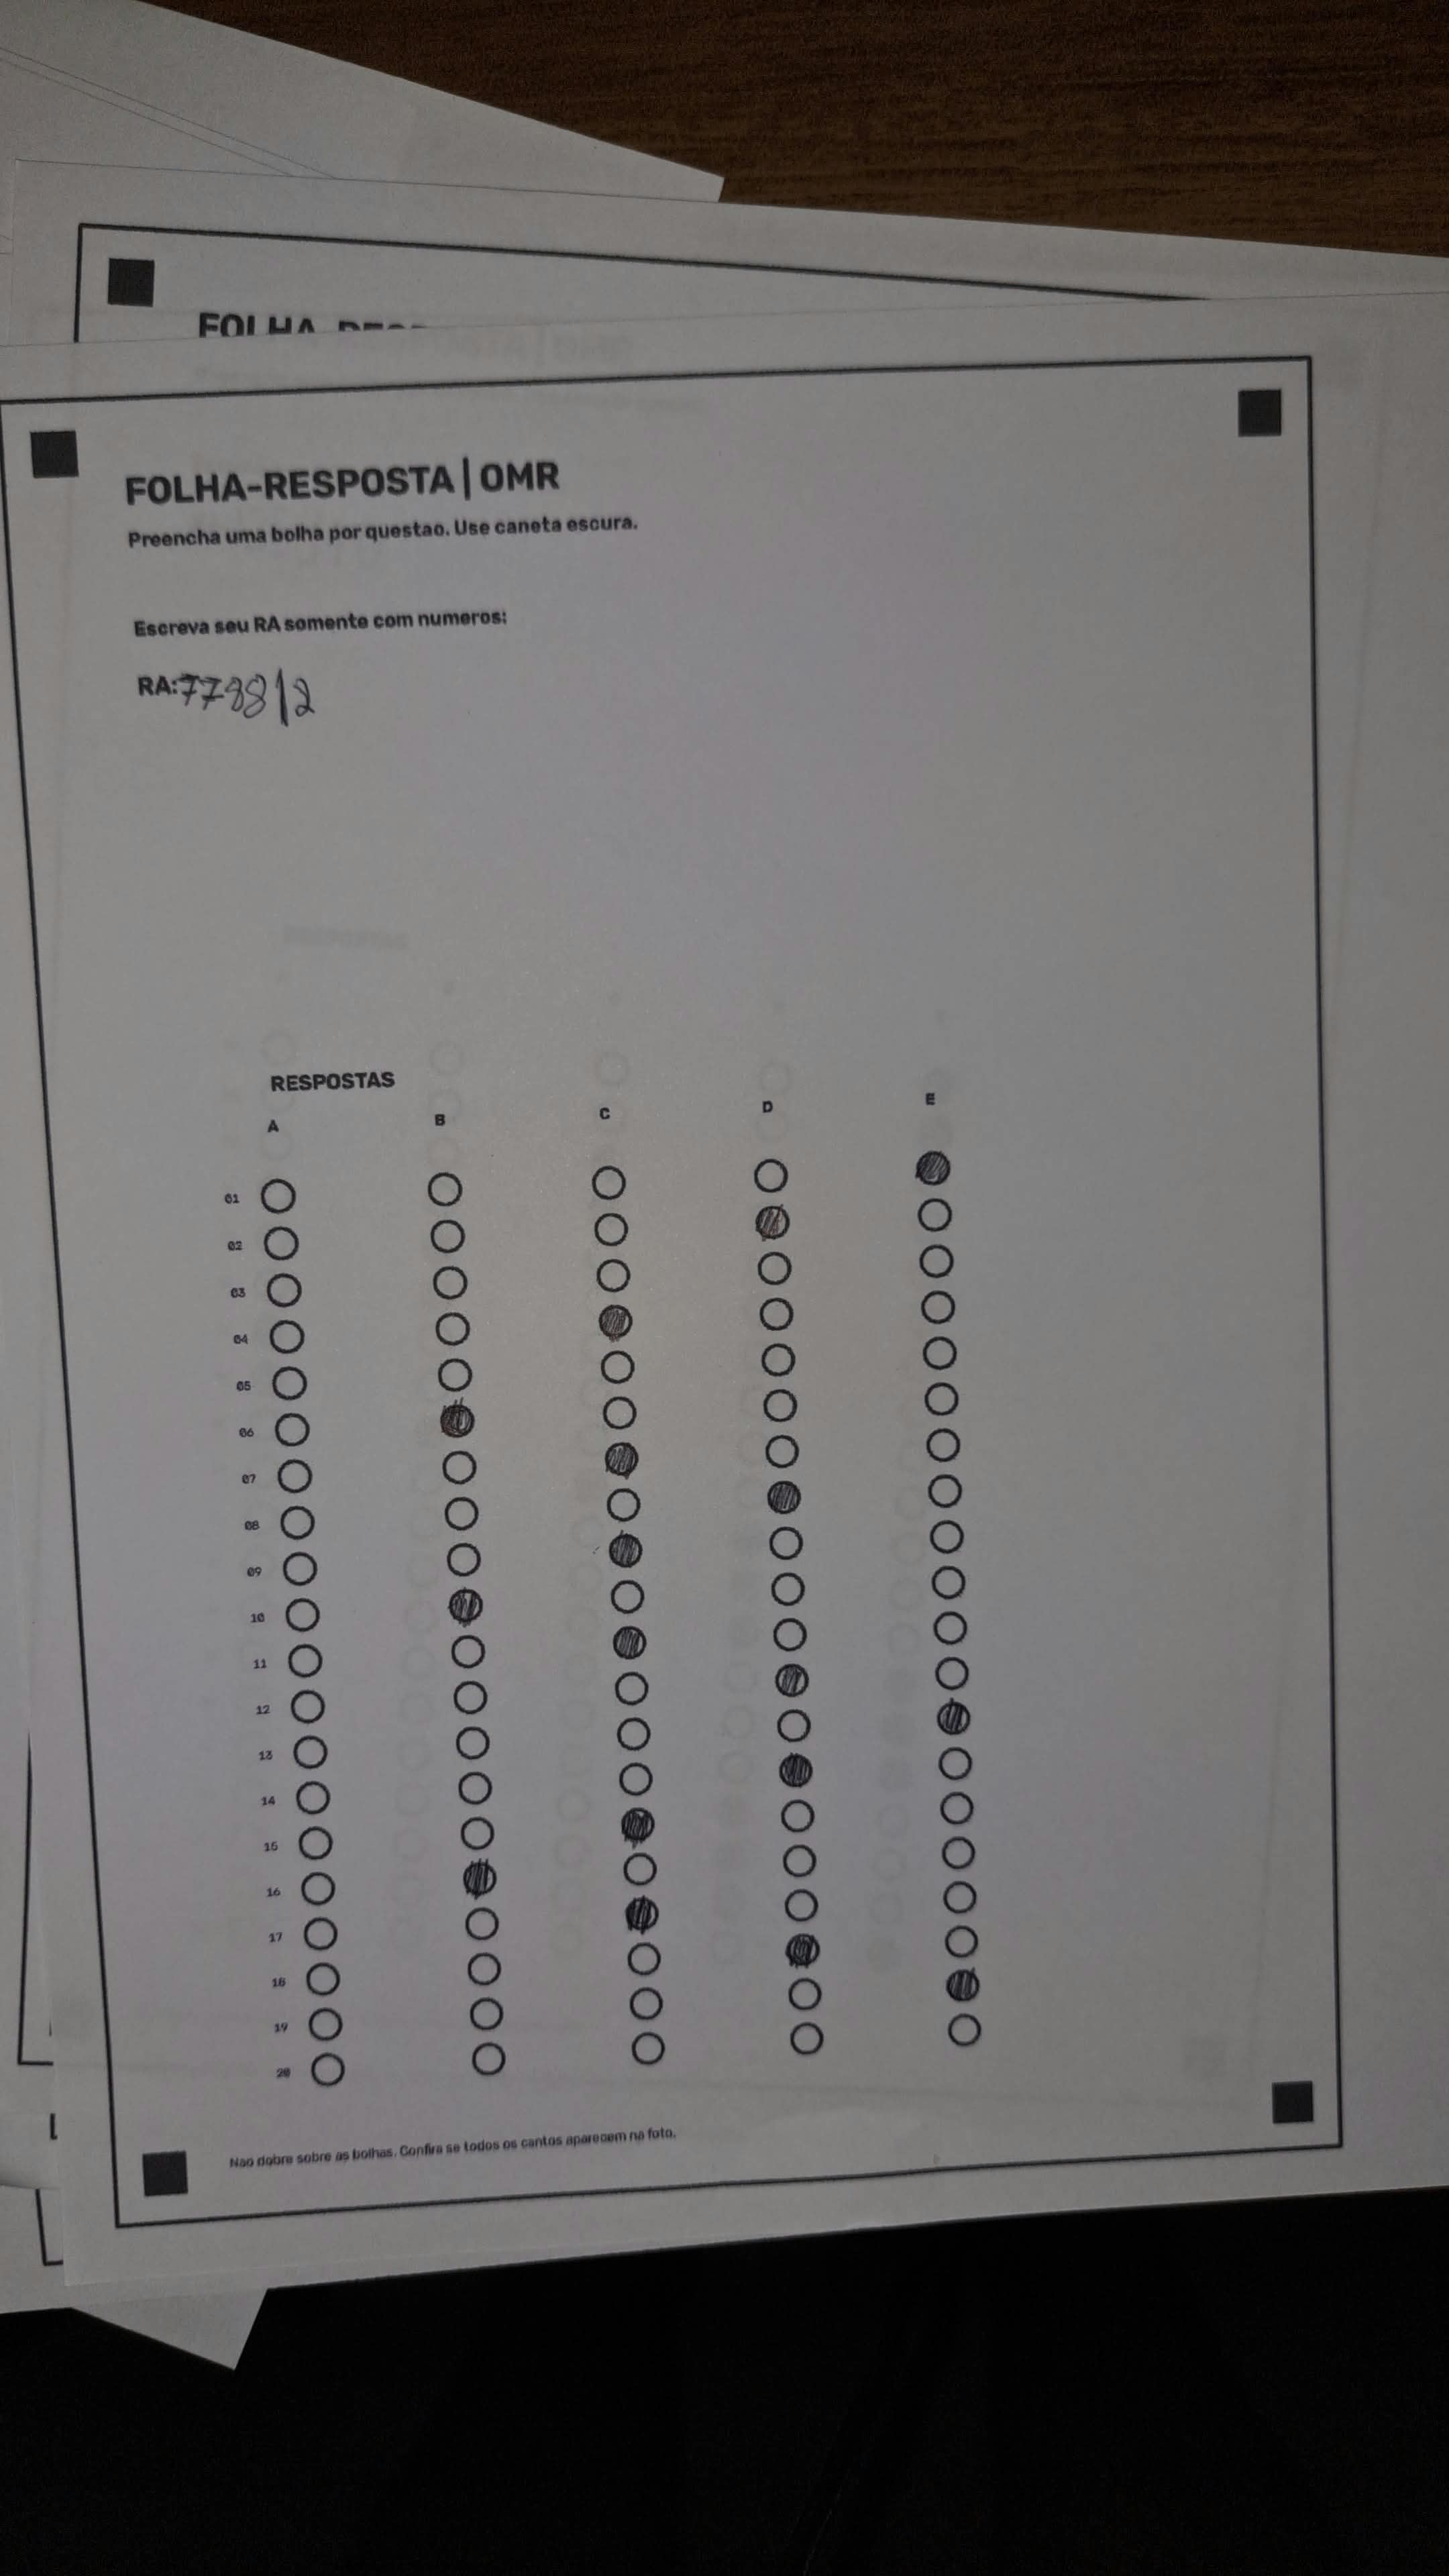 FOLHA-RESPOSTA | OMR
Preencha uma bolha por questao. Use caneta escura.
Escreva seu RA somente com numeros:
RA:778812
RESPOSTAS
A B C D E
01
02
03
04
05
06
07
08
09
10
11
12
13
14
15
16
17
18
19
20
Nao dobre sobre as bolhas. Confira se todos os cantos aparecem na foto.